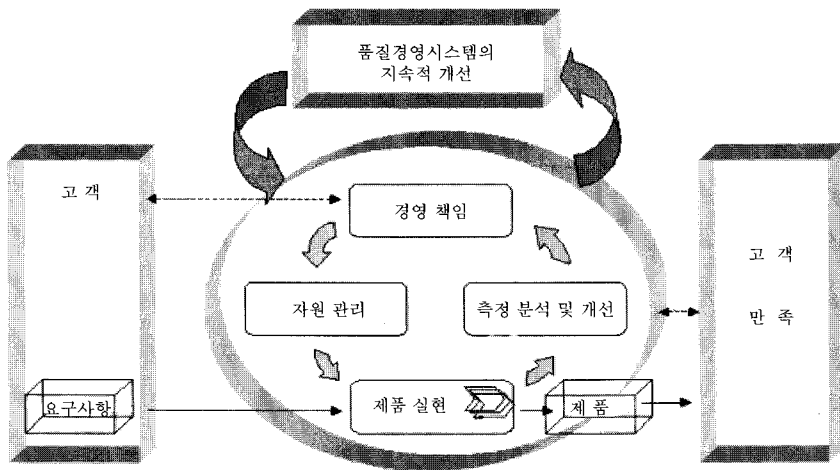 품질경영시스템의
지속적 개선
고 객
경영 책임
고 객
만 족
자원 관리
측정 분석 및 개선
요구사항
제품 실현
제 품